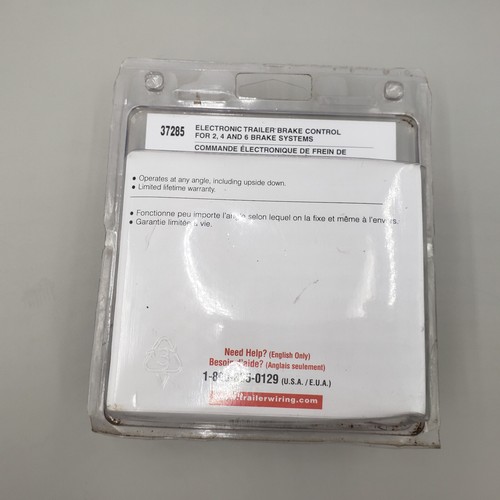 37285 ELECTRONIC TRAILER BRAKE CONTROL
FOR 2, 4 AND 6 BRAKE SYSTEMS
COMMANDE ÉLECTRONIQUE DE FREIN DE
• Operates at any angle, including upside down.
• Limited lifetime warranty.
• Fonctionne peu importe l'angle selon lequel on la fixe et même à l'envers.
• Garantie limitée à vie.
Need Help? (English Only)
Besoin d'aide? (Anglais seulement)
(U.S.A. / E.U.A.)
www.trailerwiring.com